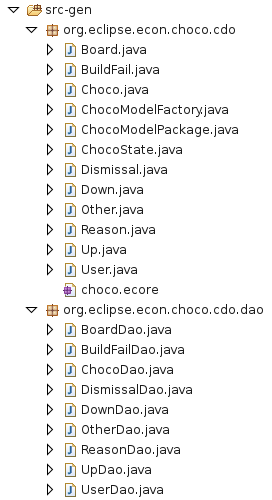 src-gen
org.eclipse.econ.choco.cdo
Board.java
BuildFail.java
Choco.java
ChocoModelFactory.java
ChocoModelPackage.java
ChocoState.java
Dismissal.java
Down.java
Other.java
Reason.java
Up.java
User.java
choco.ecore
org.eclipse.econ.choco.cdo.dao
BoardDao.java
BuildFailDao.java
ChocoDao.java
DismissalDao.java
DownDao.java
OtherDao.java
ReasonDao.java
UpDao.java
UserDao.java